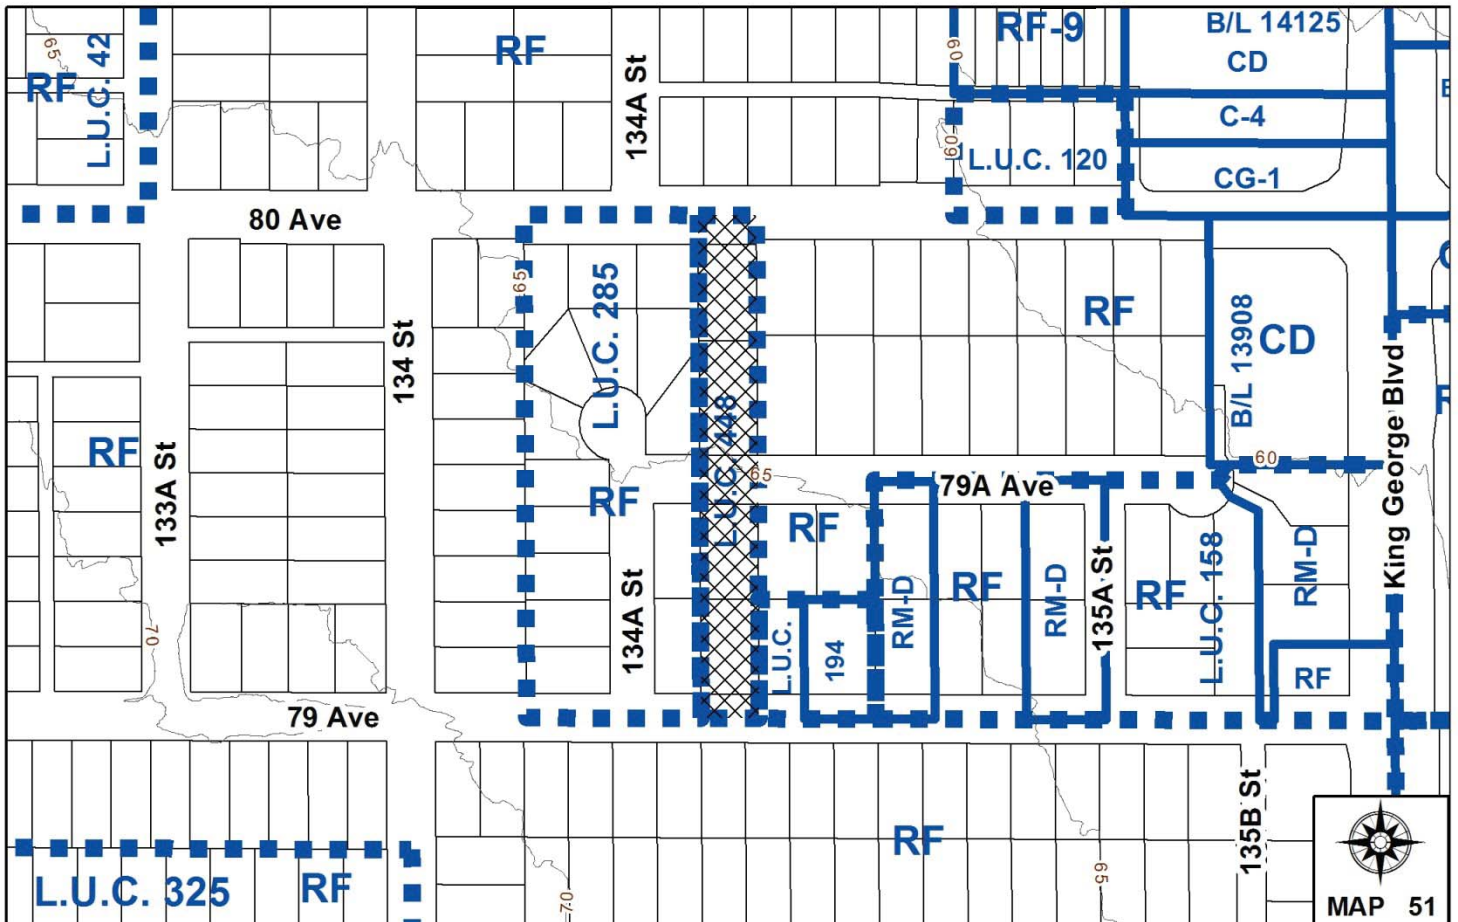 65
RF
L.U.C. 42
RF
134A St
60
RF-9
B/L 14125
CD
C-4
CG-1
60
L.U.C. 120
80 Ave
65
L.U.C. 285
134 St
RF
B/L 13908
CD
King George Blvd
RF
133A St
L.U.C. 448
65
60
RF
79A Ave
RF
134A St
L.U.C.
194
RM-D
RF
RM-D
135A St
RF
L.U.C. 158
RM-D
RF
70
79 Ave
135B St
RF
65
70
L.U.C. 325
RF
MAP 51